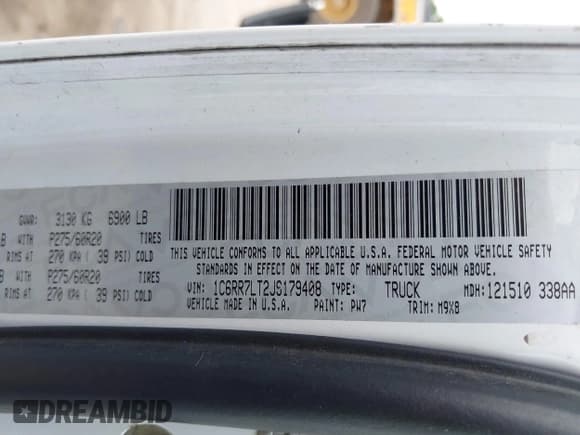 GVWR: 3130 KG 6900 LB
B WITH P275/60R20 TIRES
RIMS AT 270 KPA ( 39 PSI) COLD
B WITH P275/60R20 TIRES
RIMS AT 270 KPA ( 39 PSI) COLD
THIS VEHICLE CONFORMS TO ALL APPLICABLE U.S.A. FEDERAL MOTOR VEHICLE SAFETY
STANDARDS IN EFFECT ON THE DATE OF MANUFACTURE SHOWN ABOVE.
VIN: 1C6RR7LT2JS179408 TYPE: TRUCK MDH: 121510 338AA
VEHICLE MADE IN U.S.A. PAINT: PW7 TRIM: M9X8
DREAMBID